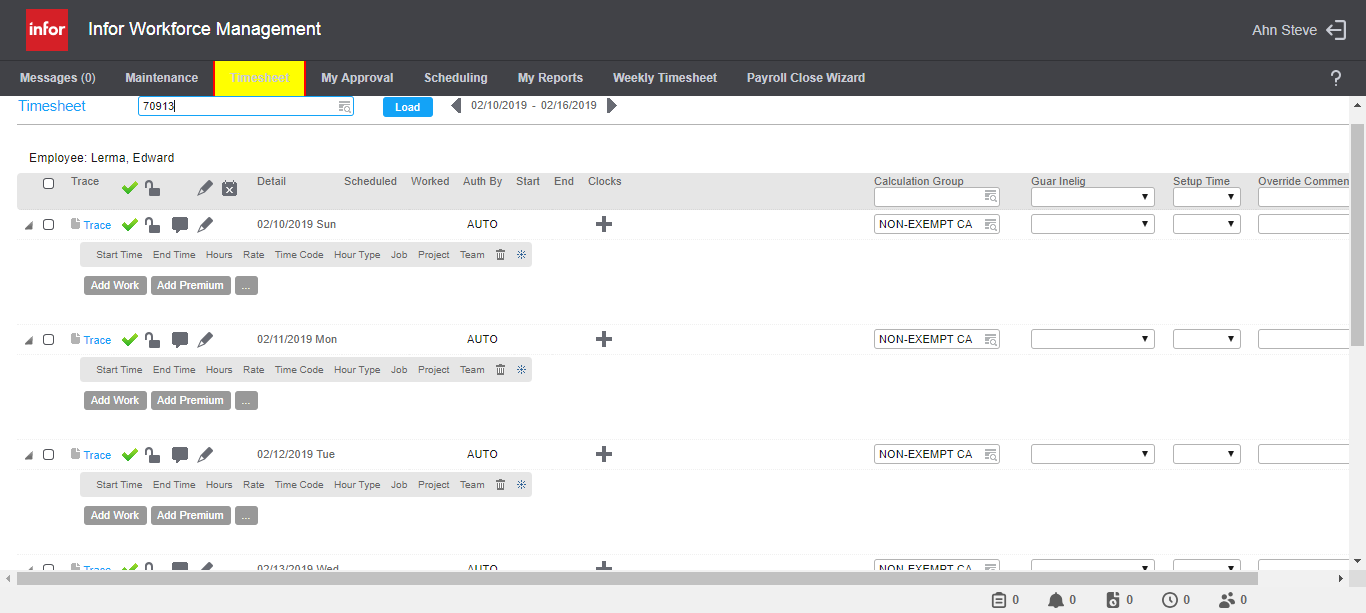 infor Infor Workforce Management Ahn Steve
Messages (0) Maintenance Timesheet My Approval Scheduling My Reports Weekly Timesheet Payroll Close Wizard ?
Timesheet 70913 Load 02/10/2019 - 02/16/2019
Employee: Lerma, Edward
Trace Detail Scheduled Worked Auth By Start End Clocks Calculation Group Guar Inelig Setup Time Override Commen
Trace 02/10/2019 Sun AUTO NON-EXEMPT CA
Start Time End Time Hours Rate Time Code Hour Type Job Project Team
Add Work Add Premium ...
Trace 02/11/2019 Mon AUTO NON-EXEMPT CA
Start Time End Time Hours Rate Time Code Hour Type Job Project Team
Add Work Add Premium ...
Trace 02/12/2019 Tue AUTO NON-EXEMPT CA
Start Time End Time Hours Rate Time Code Hour Type Job Project Team
Add Work Add Premium ...
Trace 02/13/2019 Wed AUTO NON-EXEMPT CA
0 0 0 0 0